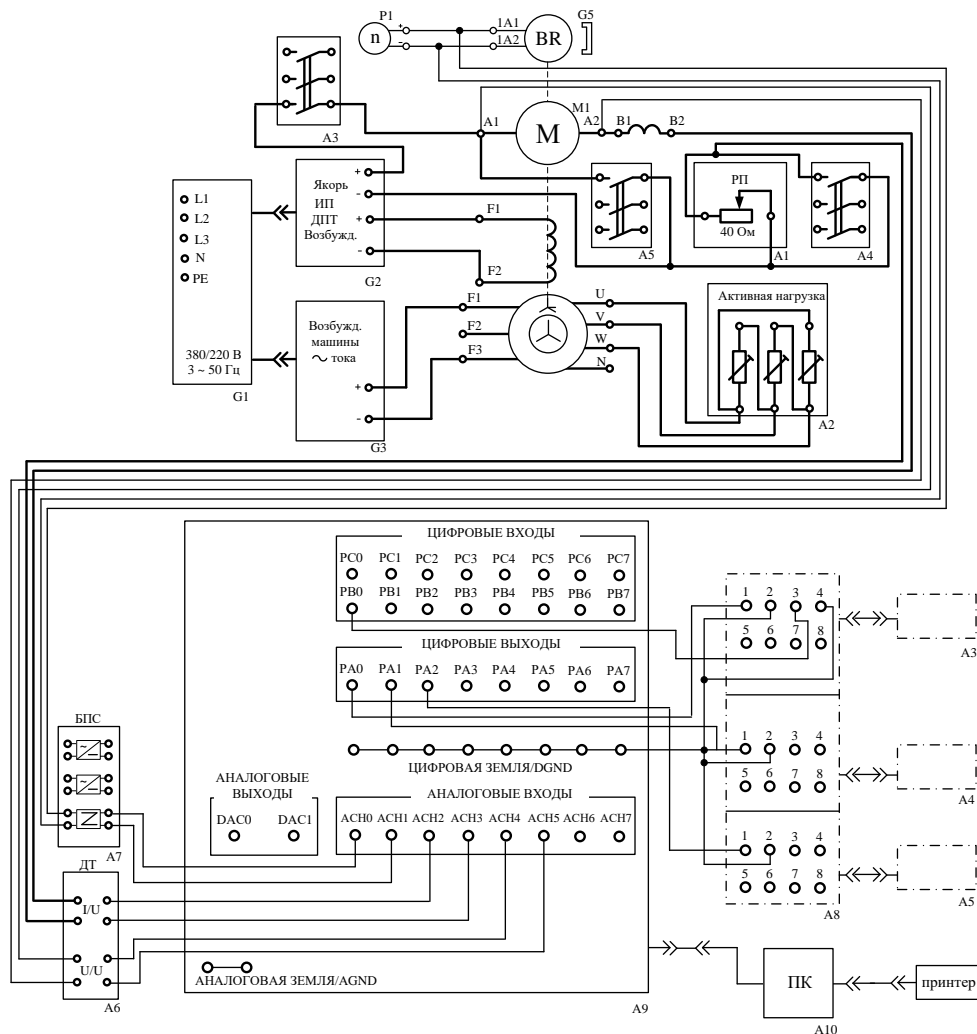 P1
n
+
-
1A1
1A2
BR
G5
A3
A1
M
M1
A2
B1
B2
L1
L2
L3
N
PE
380/220 В
3 ~ 50 Гц
G1
Якорь
ИП
ДПТ
Возбужд.
+
-
+
-
G2
F1
F2
A5
РП
40 Ом
A1
A4
Возбужд.
машины
~ тока
+
-
G3
F1
F2
F3
U
V
W
N
Активная нагрузка
A2
ЦИФРОВЫЕ ВХОДЫ
PC0 PC1 PC2 PC3 PC4 PC5 PC6 PC7
PB0 PB1 PB2 PB3 PB4 PB5 PB6 PB7
ЦИФРОВЫЕ ВЫХОДЫ
PA0 PA1 PA2 PA3 PA4 PA5 PA6 PA7
ЦИФРОВАЯ ЗЕМЛЯ/DGND
АНАЛОГОВЫЕ
ВЫХОДЫ
DAC0 DAC1
АНАЛОГОВЫЕ ВХОДЫ
ACH0 ACH1 ACH2 ACH3 ACH4 ACH5 ACH6 ACH7
АНАЛОГОВАЯ ЗЕМЛЯ/AGND
A9
БПС
~
~
A7
ДТ
I/U
U/U
A6
1 2 3 4
5 6 7 8
A3
1 2 3 4
5 6 7 8
A4
1 2 3 4
5 6 7 8
A5
A8
ПК
A10
принтер